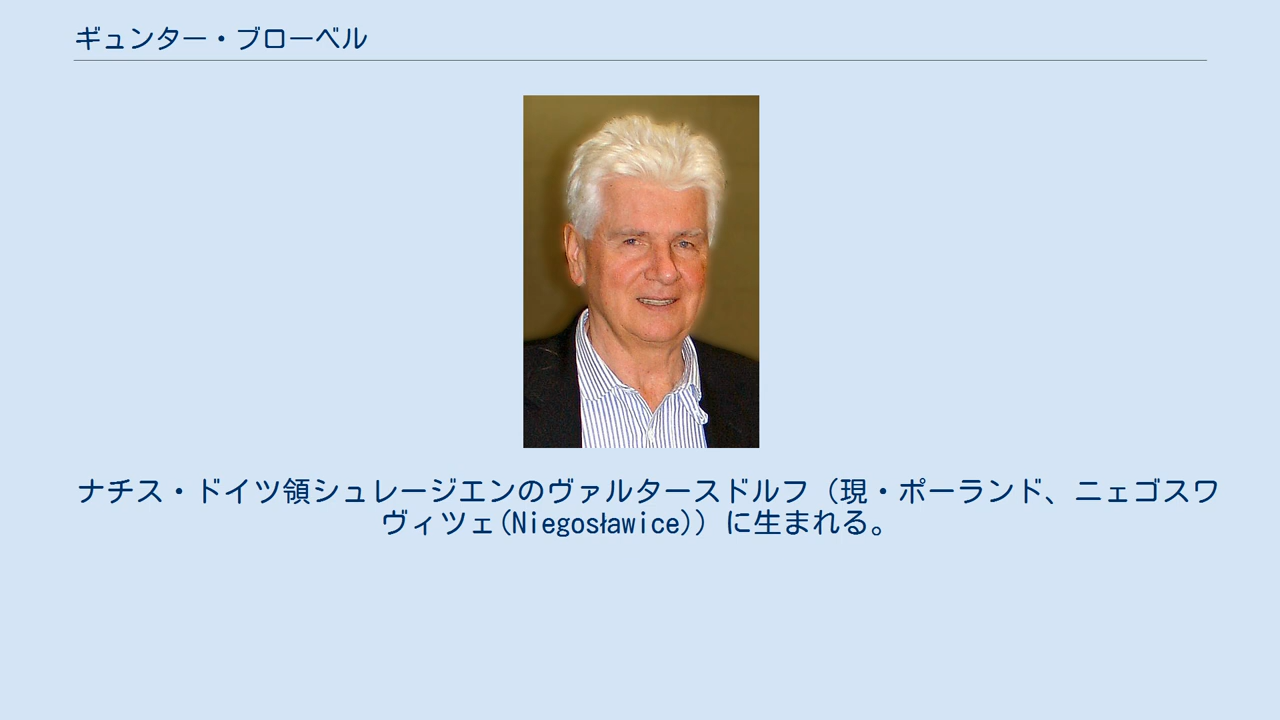 ギュンター・ブローベル
ナチス・ドイツ領シュレージエンのヴァルタースドルフ（現・ポーランド、ニェゴスワ
ヴィツェ(Niegosławice)）に生まれる。